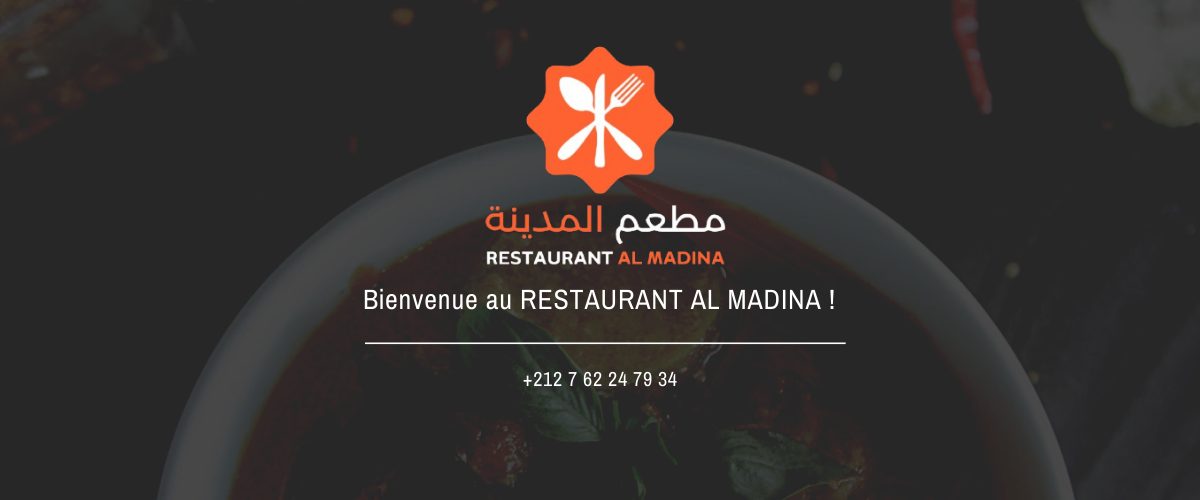 مطعم المدينة
RESTAURANT AL MADINA
Bienvenue au RESTAURANT AL MADINA !
+212 7 62 24 79 34